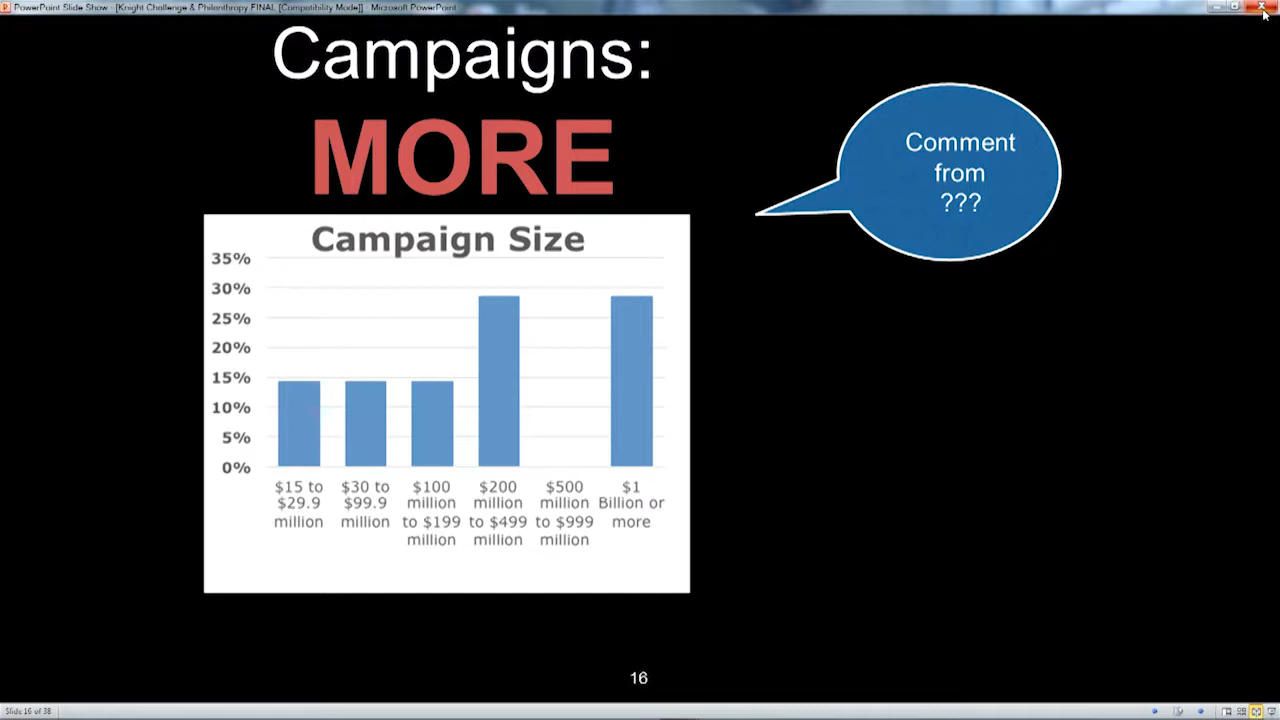 PowerPoint Slide Show - [Knight Challenge & Philanthropy FINAL [Compatibility Mode]] - Microsoft PowerPoint
Campaigns:
MORE
Comment
from
???
Campaign Size
35%
30%
25%
20%
15%
10%
5%
0%
$15 to
$29.9
million
$30 to
$99.9
million
$100
million
to $199
million
$200
million
to $499
million
$500
million
to $999
million
$1
Billion or
more
16
Slide 16 of 38